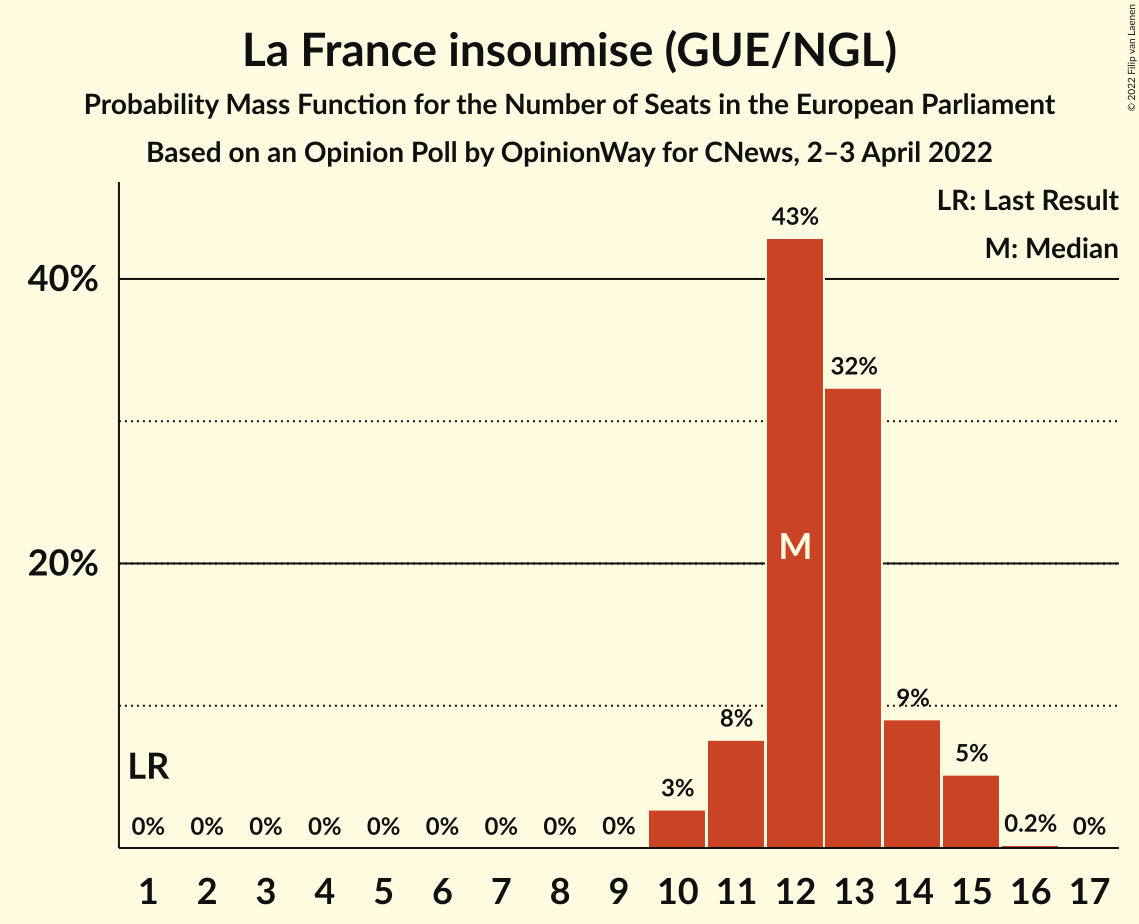 La France insoumise (GUE/NGL)
Probability Mass Function for the Number of Seats in the European Parliament
Based on an Opinion Poll by OpinionWay for CNews, 2–3 April 2022
© 2022 Filip van Laenen
LR: Last Result
M: Median
40%
20%
43%
32%
M
9%
8%
5%
LR
3%
0% 0% 0% 0% 0% 0% 0% 0% 0% 0.2% 0%
1 2 3 4 5 6 7 8 9 10 11 12 13 14 15 16 17